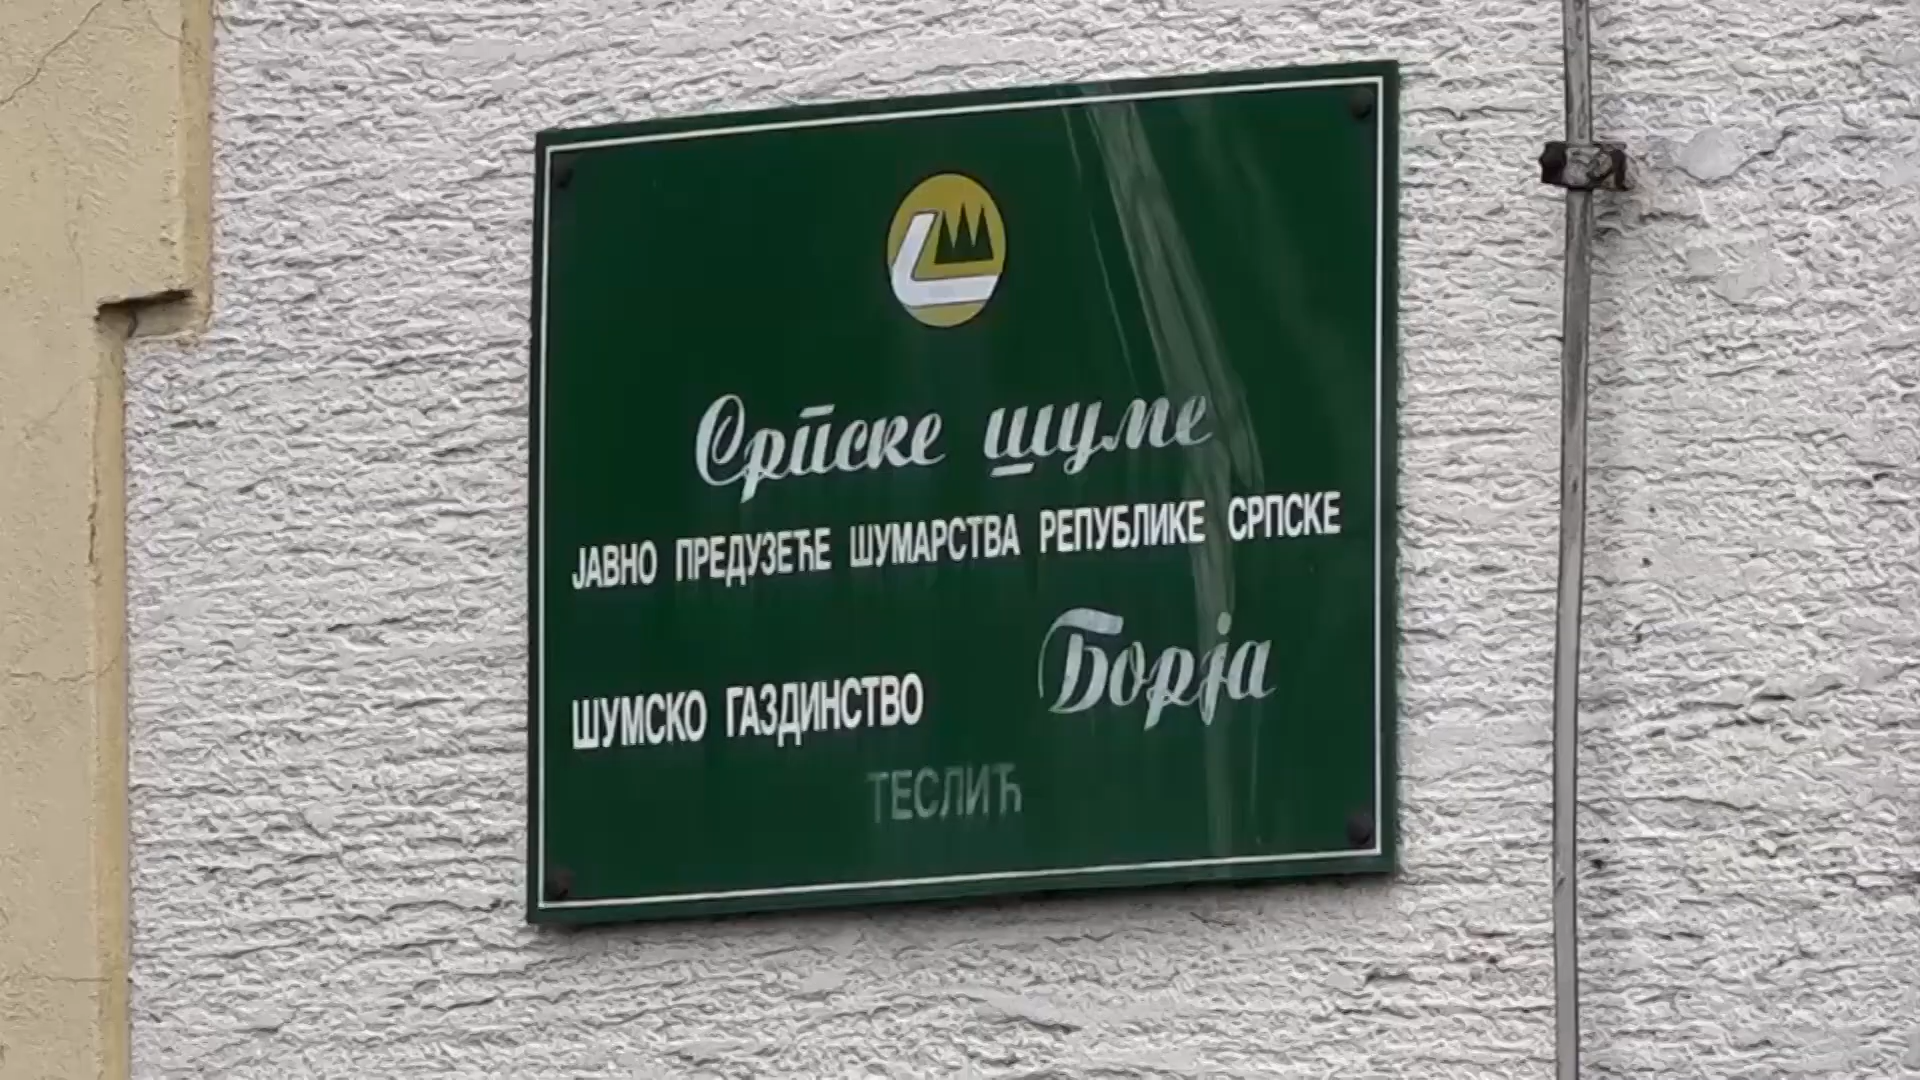 Српске шуме
ЈАВНО ПРЕДУЗЕЋЕ ШУМАРСТВА РЕПУБЛИКЕ СРПСКЕ
ШУМСКО ГАЗДИНСТВО Борја
ТЕСЛИЋ